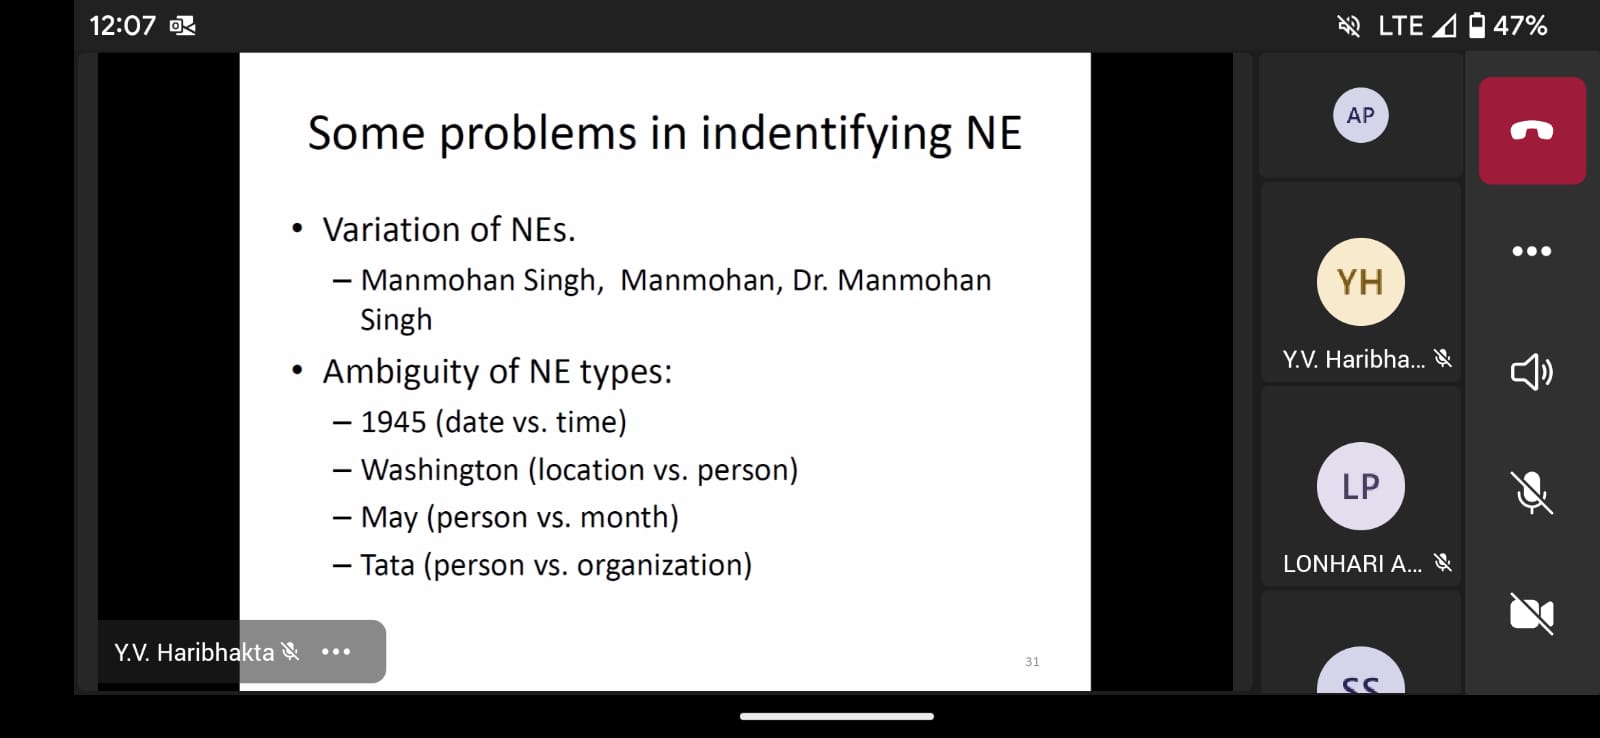 12:07
LTE 47%
Some problems in indentifying NE
• Variation of NEs.
– Manmohan Singh, Manmohan, Dr. Manmohan
Singh
• Ambiguity of NE types:
– 1945 (date vs. time)
– Washington (location vs. person)
– May (person vs. month)
– Tata (person vs. organization)
31
Y.V. Haribhakta
AP
YH
Y.V. Haribha...
LP
LONHARI A...
SS